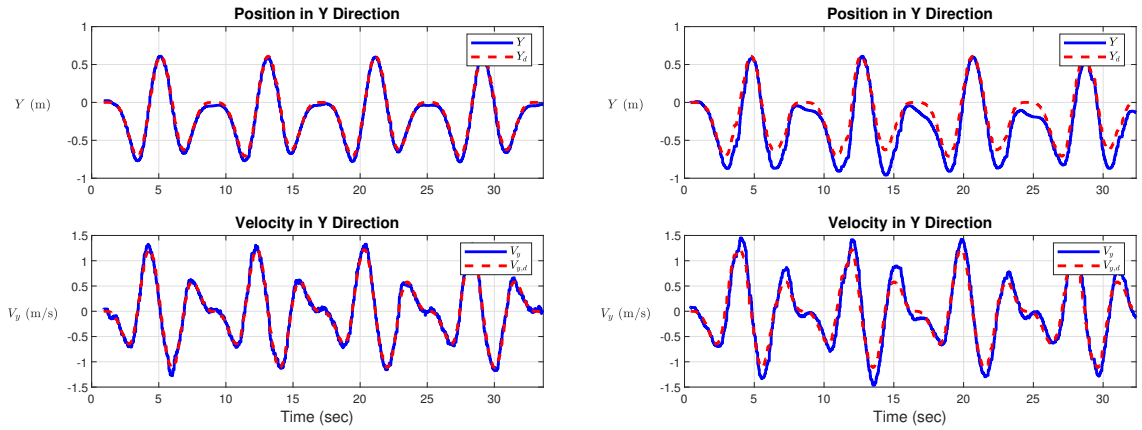 Position in Y Direction
1
0.5
0
-0.5
-1
Y (m)
0 5 10 15 20 25 30
Y
Y_d
Velocity in Y Direction
1.5
1
0.5
0
-0.5
-1
-1.5
V_y (m/s)
0 5 10 15 20 25 30
Time (sec)
V_y
V_{y,d}
Position in Y Direction
1
0.5
0
-0.5
-1
Y (m)
0 5 10 15 20 25 30
Y
Y_d
Velocity in Y Direction
1.5
1
0.5
0
-0.5
-1
-1.5
V_y (m/s)
0 5 10 15 20 25 30
Time (sec)
V_y
V_{y,d}